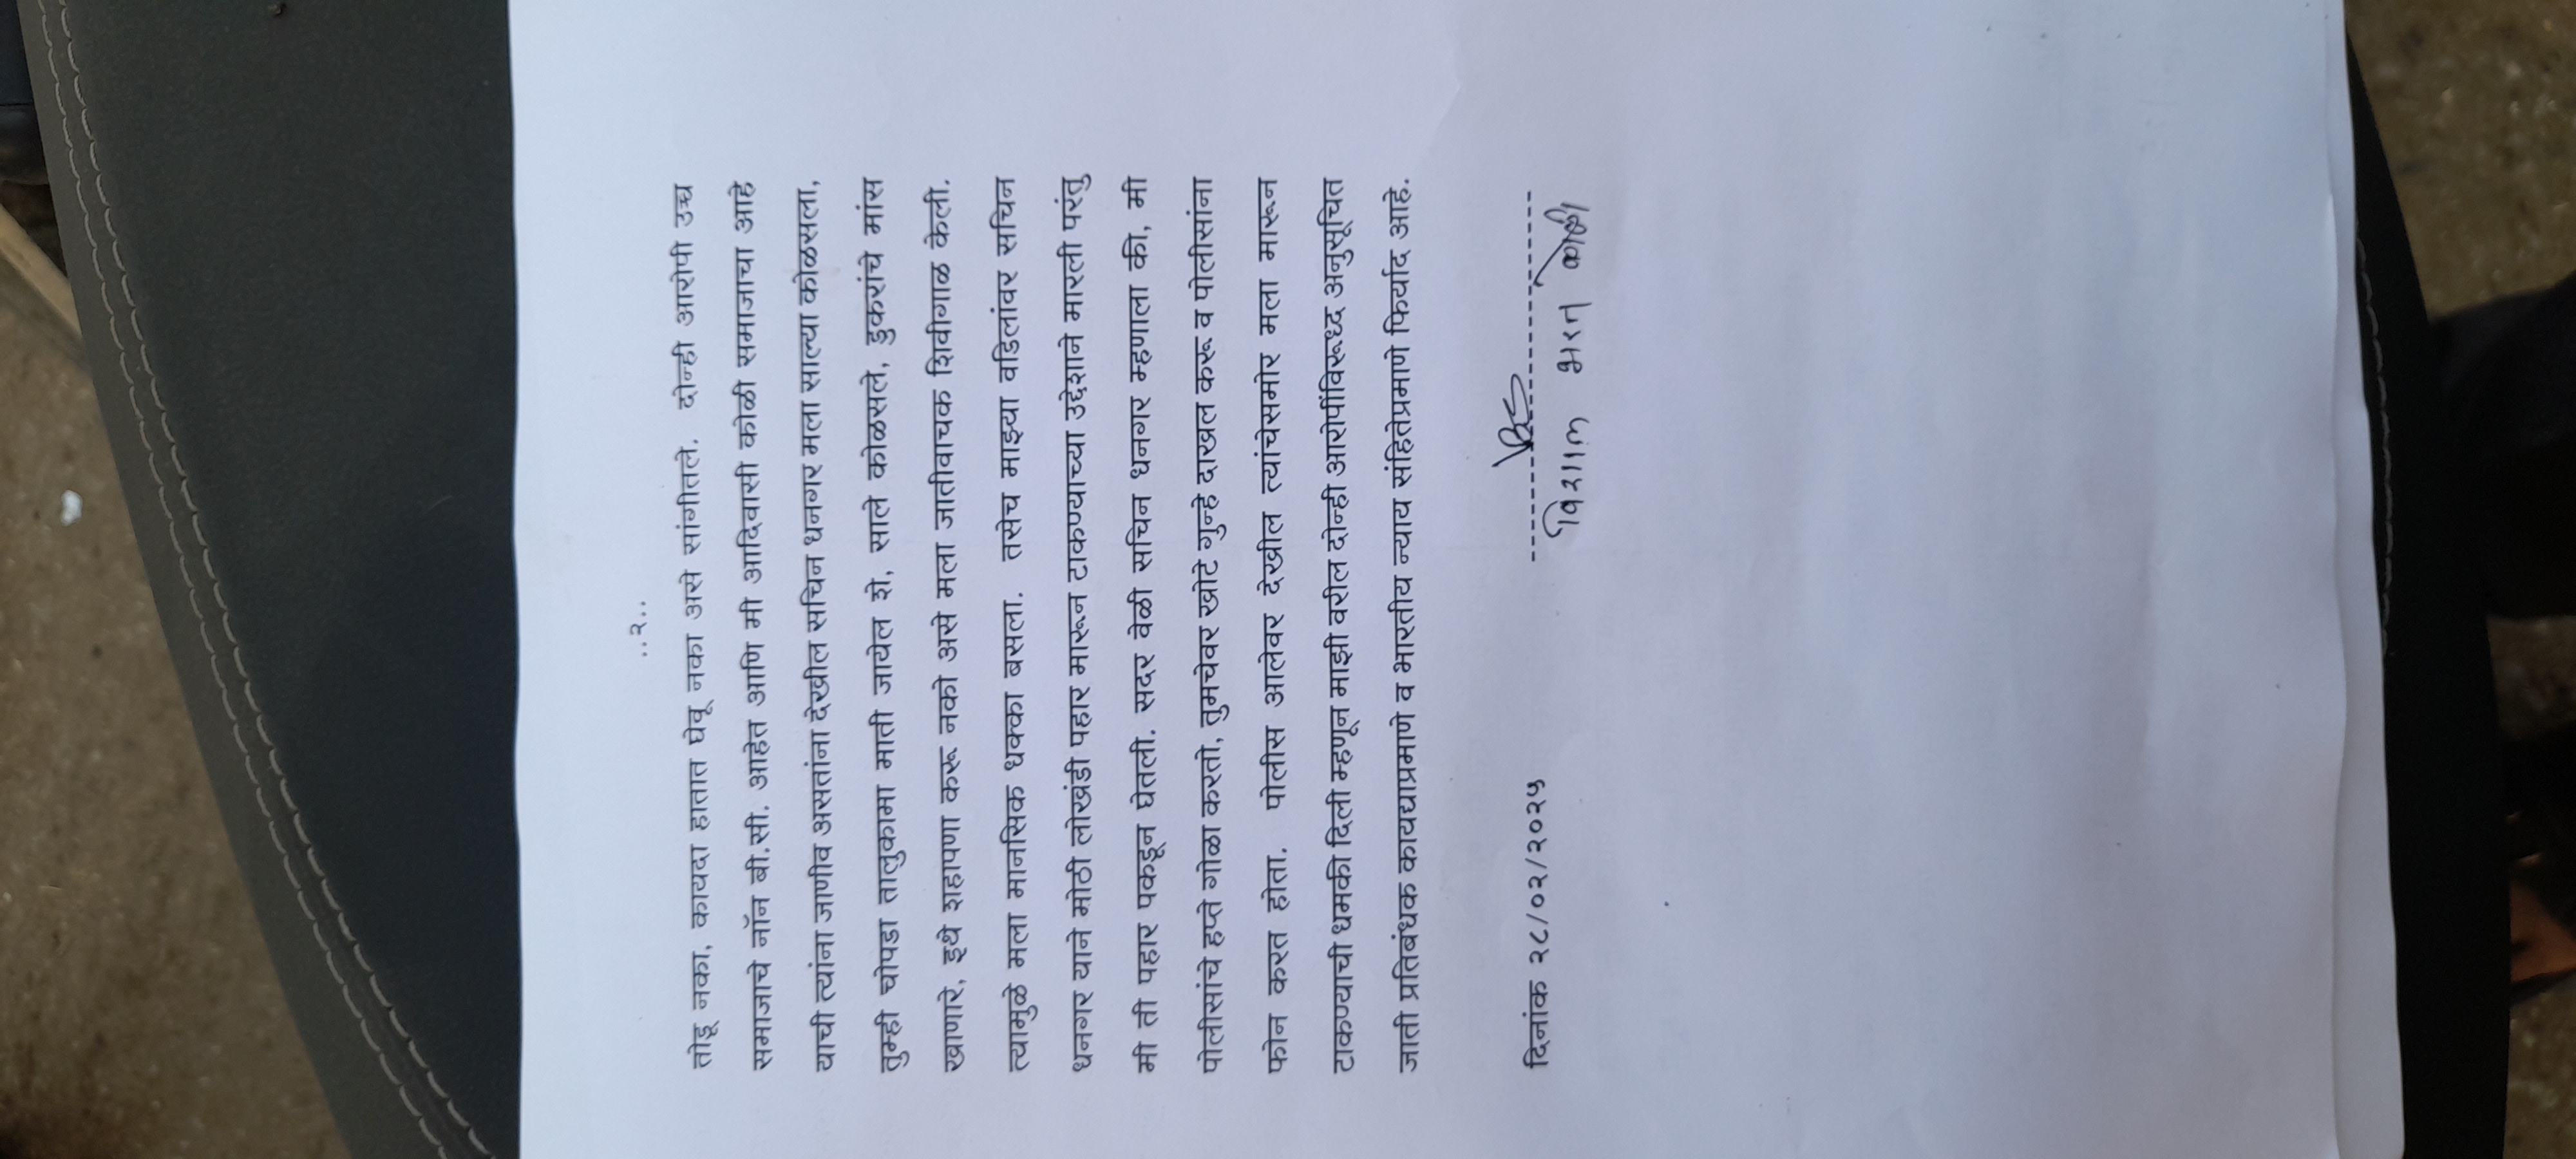 ..२..
तोडू नका, कायदा हातात घेवू नका असे सांगीतले. दोन्ही आरोपी उच्च
समाजाचे नॉन बी.सी. आहेत आणि मी आदिवासी कोळी समाजाचा आहे
याची त्यांना जाणीव असतांना देखील सचिन धनगर मला साल्या कोळसला,
तुम्ही चोपडा तालुकामा माती जायेल शे, साले कोळसले, डुकरांचे मांस
खाणारे, इथे शहापणा करू नको असे मला जातीवाचक शिवीगाळ केली.
त्यामुळे मला मानसिक धक्का बसला. तसेच माझ्या वडिलांवर सचिन
धनगर याने मोठी लोखंडी पहार मारून टाकण्याच्या उद्देशाने मारली परंतु
मी ती पहार पकडून घेतली. सदर वेळी सचिन धनगर म्हणाला की, मी
पोलीसांचे हप्ते गोळा करतो, तुमचेवर खोटे गुन्हे दाखल करू व पोलीसांना
फोन करत होता. पोलीस आलेवर देखील त्यांचेसमोर मला मारून
टाकण्याची धमकी दिली म्हणून माझी वरील दोन्ही आरोपींविरूध्द अनुसूचित
जाती प्रतिबंधक कायद्याप्रमाणे व भारतीय न्याय संहितेप्रमाणे फिर्याद आहे.
दिनांक २८/०२/२०२५
विशाल भरत कोळी